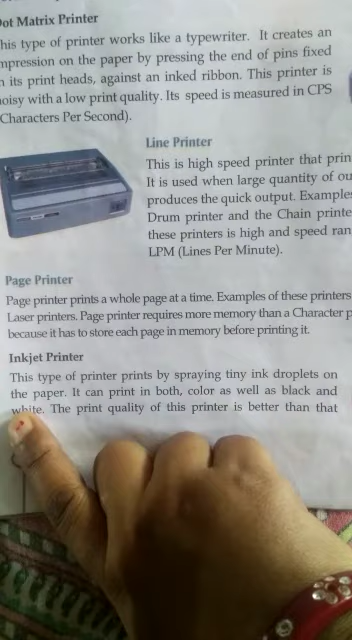 Dot Matrix Printer
This type of printer works like a typewriter. It creates an
impression on the paper by pressing the end of pins fixed
its print heads, against an inked ribbon. This printer is
noisy with a low print quality. Its speed is measured in CPS
(Characters Per Second).
Line Printer
This is high speed printer that prin
It is used when large quantity of ou
produces the quick output. Examples
Drum printer and the Chain printe
these printers is high and speed ran
LPM (Lines Per Minute).
Page Printer
Page printer prints a whole page at a time. Examples of these printers
Laser printers. Page printer requires more memory than a Character p
because it has to store each page in memory before printing it.
Inkjet Printer
This type of printer prints by spraying tiny ink droplets on
the paper. It can print in both, color as well as black and
white. The print quality of this printer is better than that